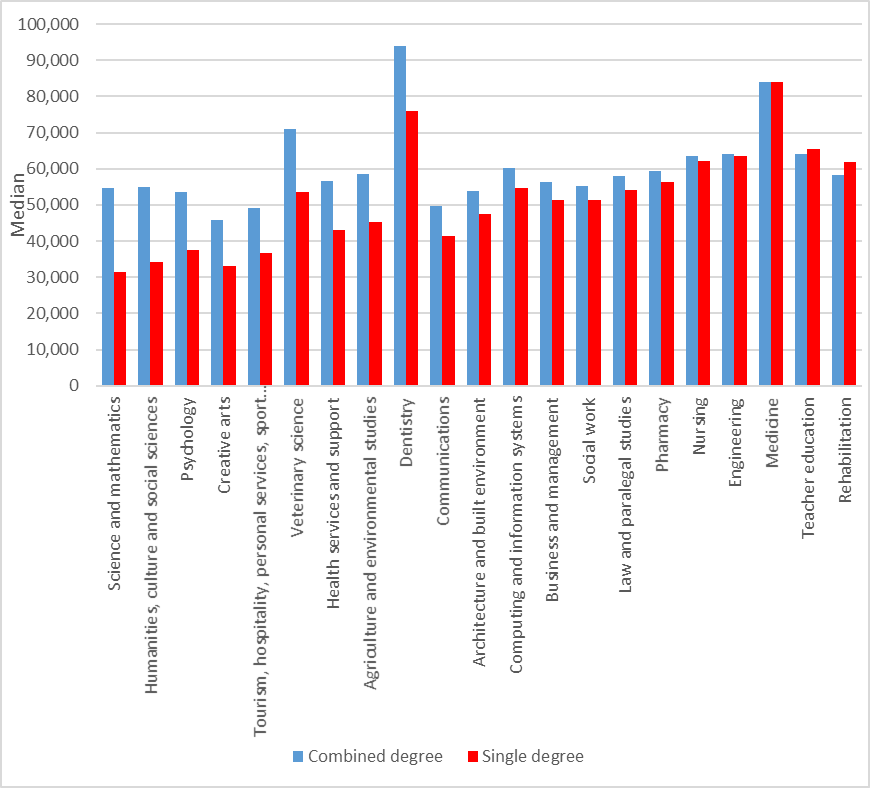 100,000
90,000
80,000
70,000
60,000
50,000
40,000
30,000
20,000
10,000
0
Median
Science and mathematics
Humanities, culture and social sciences
Psychology
Creative arts
Tourism, hospitality, personal services, sport...
Veterinary science
Health services and support
Agriculture and environmental studies
Dentistry
Communications
Architecture and built environment
Computing and information systems
Business and management
Social work
Law and paralegal studies
Pharmacy
Nursing
Engineering
Medicine
Teacher education
Rehabilitation
Combined degree Single degree